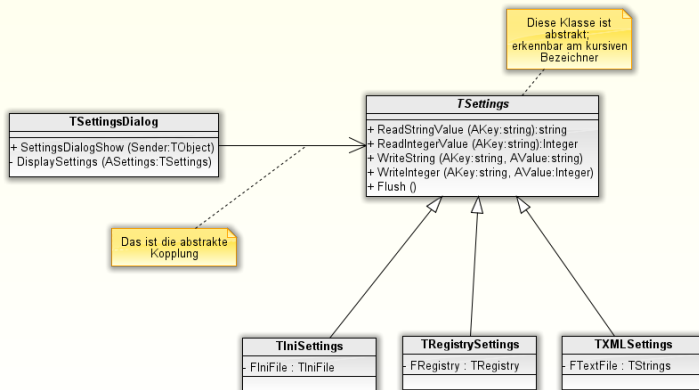 Diese Klasse ist
abstrakt;
erkennbar am kursiven
Bezeichner
TSettingsDialog
+ SettingsDialogShow (Sender:TObject)
- DisplaySettings (ASettings:TSettings)
TSettings
+ ReadStringValue (AKey:string):string
+ ReadIntegerValue (AKey:string):Integer
+ WriteString (AKey:string, AValue:string)
+ WriteInteger (AKey:string, AValue:Integer)
+ Flush ()
Das ist die abstrakte
Kopplung
TIniSettings
- FIniFile : TIniFile
TRegistrySettings
- FRegistry : TRegistry
TXMLSettings
- FTextFile : TStrings